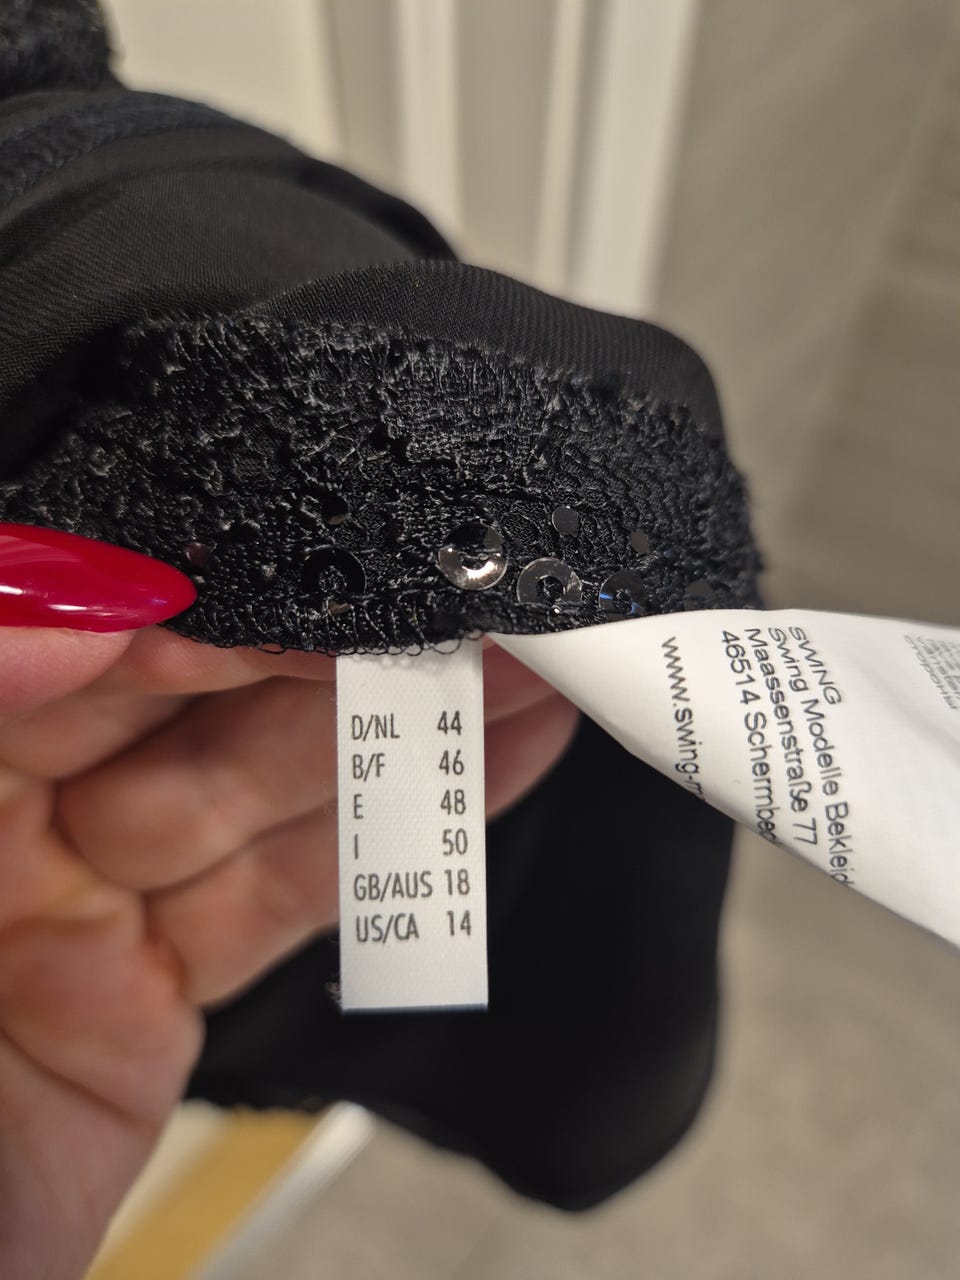 D/NL 44
B/F 46
E 48
I 50
GB/AUS 18
US/CA 14
SWING
Swing Modelle
Maassenstraße 77
46514
www.swing-